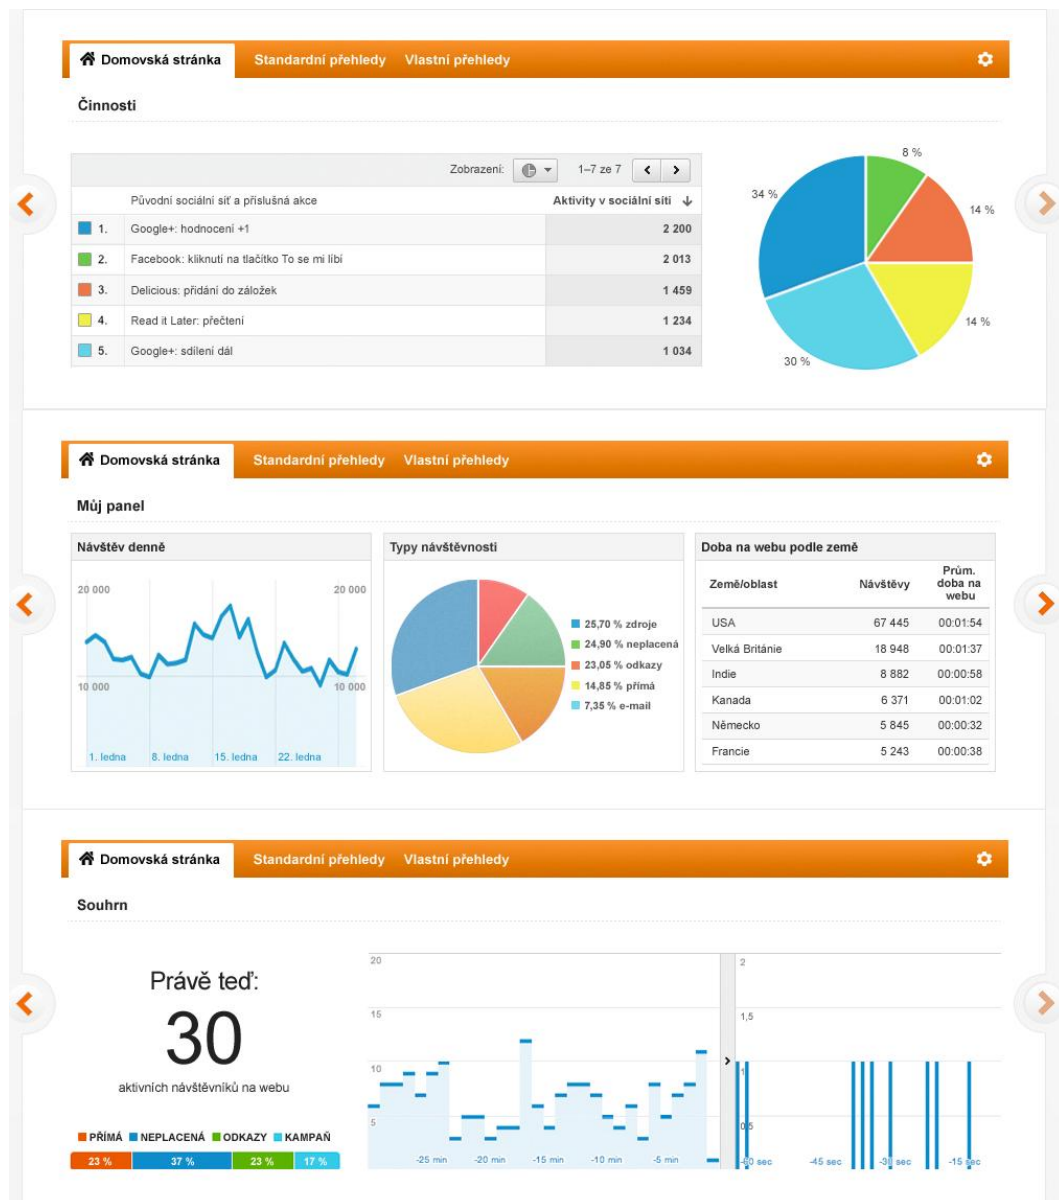 Domovská stránka Standardní přehledy Vlastní přehledy
Činnosti
Zobrazení: 1–7 ze 7
Původní sociální síť a příslušná akce Aktivity v sociální síti
1. Google+: hodnocení +1 2 200
2. Facebook: kliknutí na tlačítko To se mi líbí 2 013
3. Delicious: přidání do záložek 1 459
4. Read it Later: přečtení 1 234
5. Google+: sdílení dál 1 034
8 %
34 %
14 %
14 %
30 %
Domovská stránka Standardní přehledy Vlastní přehledy
Můj panel
Návštěv denně
20 000 20 000
10 000 10 000
1. ledna 8. ledna 15. ledna 22. ledna
Typy návštěvnosti
25,70 % zdroje
24,90 % neplacená
23,05 % odkazy
14,85 % přímá
7,35 % e-mail
Doba na webu podle země
Země/oblast Návštěvy Prům. doba na webu
USA 67 445 00:01:54
Velká Británie 18 948 00:01:37
Indie 8 882 00:00:58
Kanada 6 371 00:01:02
Německo 5 845 00:00:32
Francie 5 243 00:00:38
Domovská stránka Standardní přehledy Vlastní přehledy
Souhrn
Právě teď:
30
aktivních návštěvníků na webu
PŘÍMÁ NEPLACENÁ ODKAZY KAMPAŇ
23 % 37 % 23 % 17 %
20
15
10
5
-25 min -20 min -15 min -10 min -5 min
2
1,5
1
0,5
-60 sec -45 sec -30 sec -15 sec